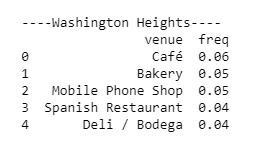 ----Washington Heights----
venue freq
0 Café 0.06
1 Bakery 0.05
2 Mobile Phone Shop 0.05
3 Spanish Restaurant 0.04
4 Deli / Bodega 0.04